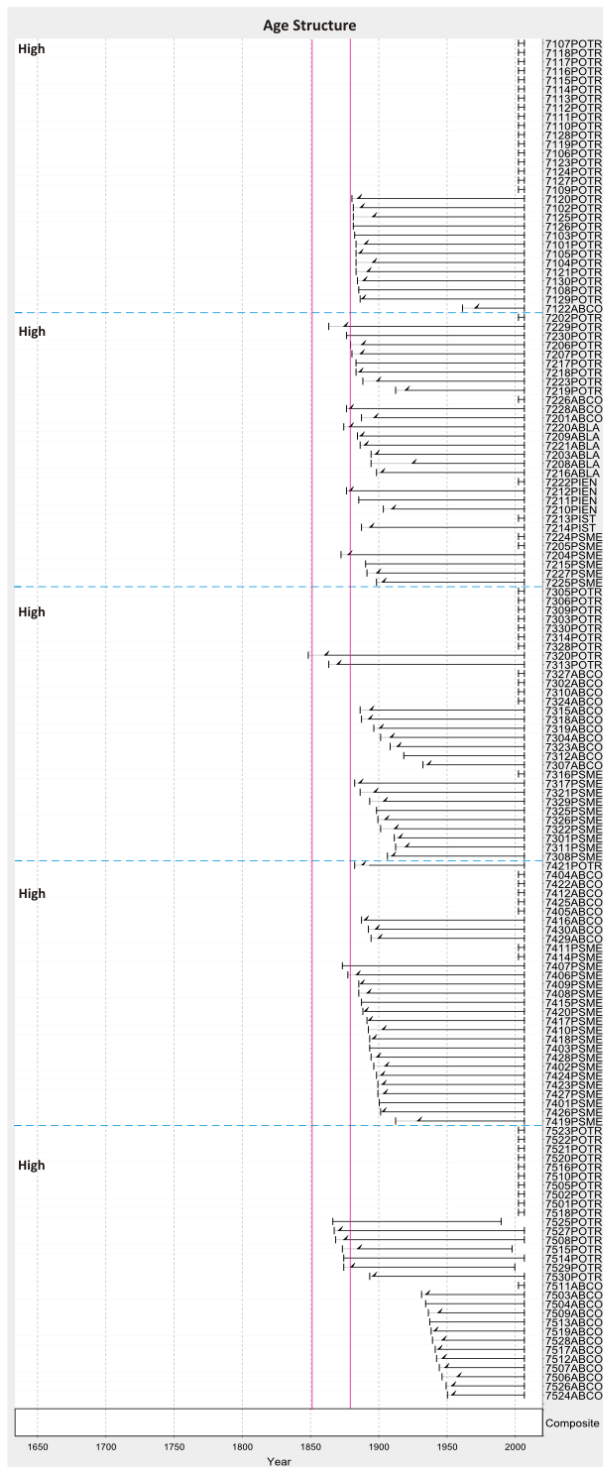 Age Structure
High
7107POTR
7118POTR
7117POTR
7116POTR
7115POTR
7114POTR
7113POTR
7112POTR
7111POTR
7110POTR
7128POTR
7119POTR
7106POTR
7123POTR
7124POTR
7127POTR
7109POTR
7120POTR
7102POTR
7125POTR
7126POTR
7103POTR
7101POTR
7105POTR
7104POTR
7121POTR
7130POTR
7108POTR
7129POTR
7122ABCO
High
7202POTR
7229POTR
7230POTR
7206POTR
7207POTR
7217POTR
7218POTR
7223POTR
7219POTR
7226ABCO
7228ABCO
7201ABCO
7220ABLA
7209ABLA
7221ABLA
7203ABLA
7208ABLA
7216ABLA
7222PIEN
7212PIEN
7211PIEN
7210PIEN
7213PIST
7214PIST
7224PSME
7205PSME
7204PSME
7215PSME
7227PSME
7225PSME
High
7305POTR
7306POTR
7309POTR
7303POTR
7330POTR
7314POTR
7328POTR
7320POTR
7313POTR
7327ABCO
7302ABCO
7310ABCO
7324ABCO
7315ABCO
7318ABCO
7319ABCO
7304ABCO
7323ABCO
7312ABCO
7307ABCO
7316PSME
7317PSME
7321PSME
7329PSME
7325PSME
7326PSME
7322PSME
7301PSME
7311PSME
7308PSME
High
7421POTR
7404ABCO
7422ABCO
7412ABCO
7425ABCO
7405ABCO
7416ABCO
7430ABCO
7429ABCO
7411PSME
7414PSME
7407PSME
7406PSME
7409PSME
7408PSME
7415PSME
7420PSME
7417PSME
7410PSME
7418PSME
7403PSME
7428PSME
7402PSME
7424PSME
7423PSME
7427PSME
7401PSME
7426PSME
7419PSME
High
7523POTR
7522POTR
7521POTR
7520POTR
7516POTR
7510POTR
7505POTR
7502POTR
7501POTR
7518POTR
7525POTR
7527POTR
7508POTR
7515POTR
7514POTR
7529POTR
7530POTR
7511ABCO
7503ABCO
7504ABCO
7509ABCO
7513ABCO
7519ABCO
7528ABCO
7517ABCO
7512ABCO
7507ABCO
7506ABCO
7526ABCO
7524ABCO
Composite
1650 1700 1750 1800 1850 1900 1950 2000
Year